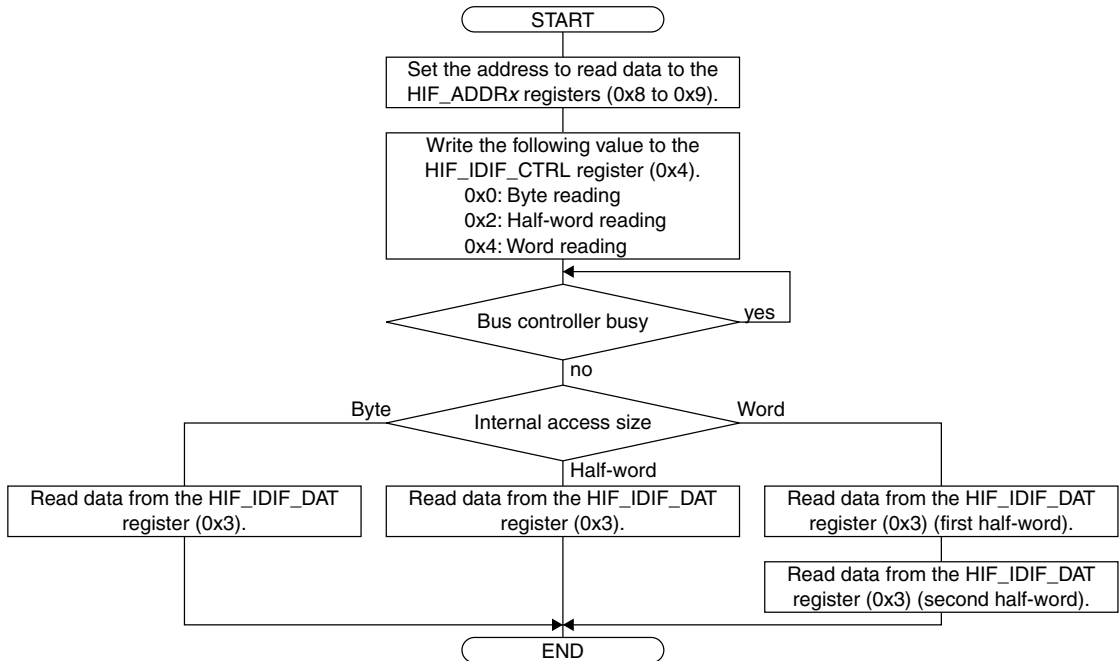 START
Set the address to read data to the
HIF_ADDRx registers (0x8 to 0x9).
Write the following value to the
HIF_IDIF_CTRL register (0x4).
0x0: Byte reading
0x2: Half-word reading
0x4: Word reading
Bus controller busy
yes
no
Byte
Internal access size
Word
Half-word
Read data from the HIF_IDIF_DAT
register (0x3).
Read data from the HIF_IDIF_DAT
register (0x3).
Read data from the HIF_IDIF_DAT
register (0x3) (first half-word).
Read data from the HIF_IDIF_DAT
register (0x3) (second half-word).
END